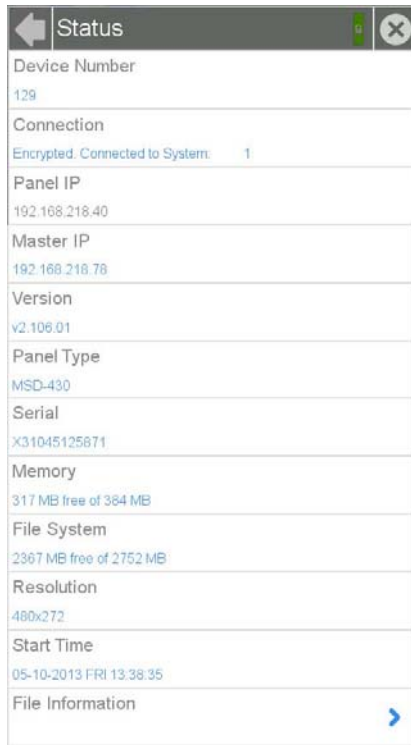 Status
Device Number
129
Connection
Encrypted. Connected to System: 1
Panel IP
192.168.218.40
Master IP
192.168.218.78
Version
v2.106.01
Panel Type
MSD-430
Serial
X31045125871
Memory
317 MB free of 384 MB
File System
2367 MB free of 2752 MB
Resolution
480x272
Start Time
05-10-2013 FRI 13:38:35
File Information